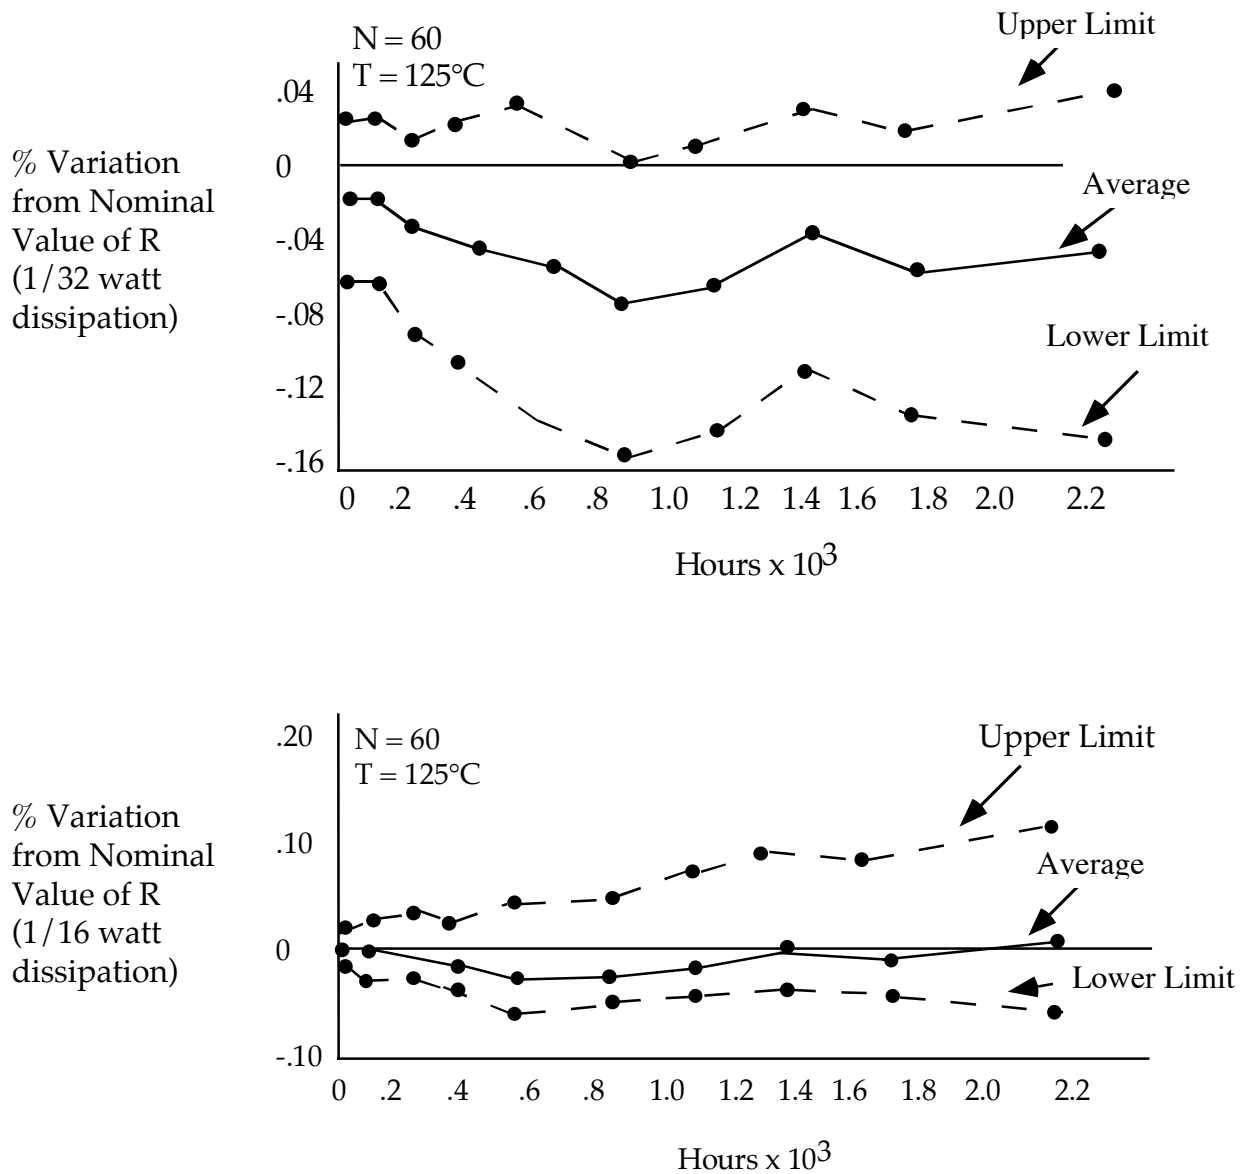 Upper Limit
N = 60
T = 125°C
.04
0
-.04
-.08
-.12
-.16
% Variation
from Nominal
Value of R
(1/32 watt
dissipation)
Average
Lower Limit
0 .2 .4 .6 .8 1.0 1.2 1.4 1.6 1.8 2.0 2.2
Hours x 10³
.20
.10
0
-.10
N = 60
T = 125°C
Upper Limit
% Variation
from Nominal
Value of R
(1/16 watt
dissipation)
Average
Lower Limit
0 .2 .4 .6 .8 1.0 1.2 1.4 1.6 1.8 2.0 2.2
Hours x 10³